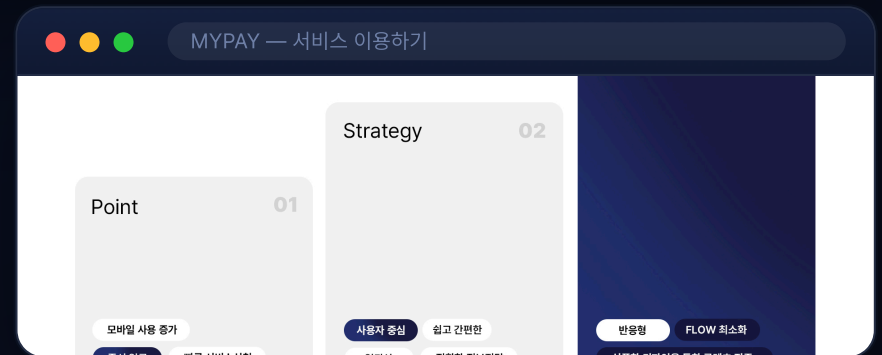 MYPAY — 서비스 이용하기
Strategy 02
Point 01
모바일 사용 증가
사용자 중심 쉽고 간편한
반응형 FLOW 최소화